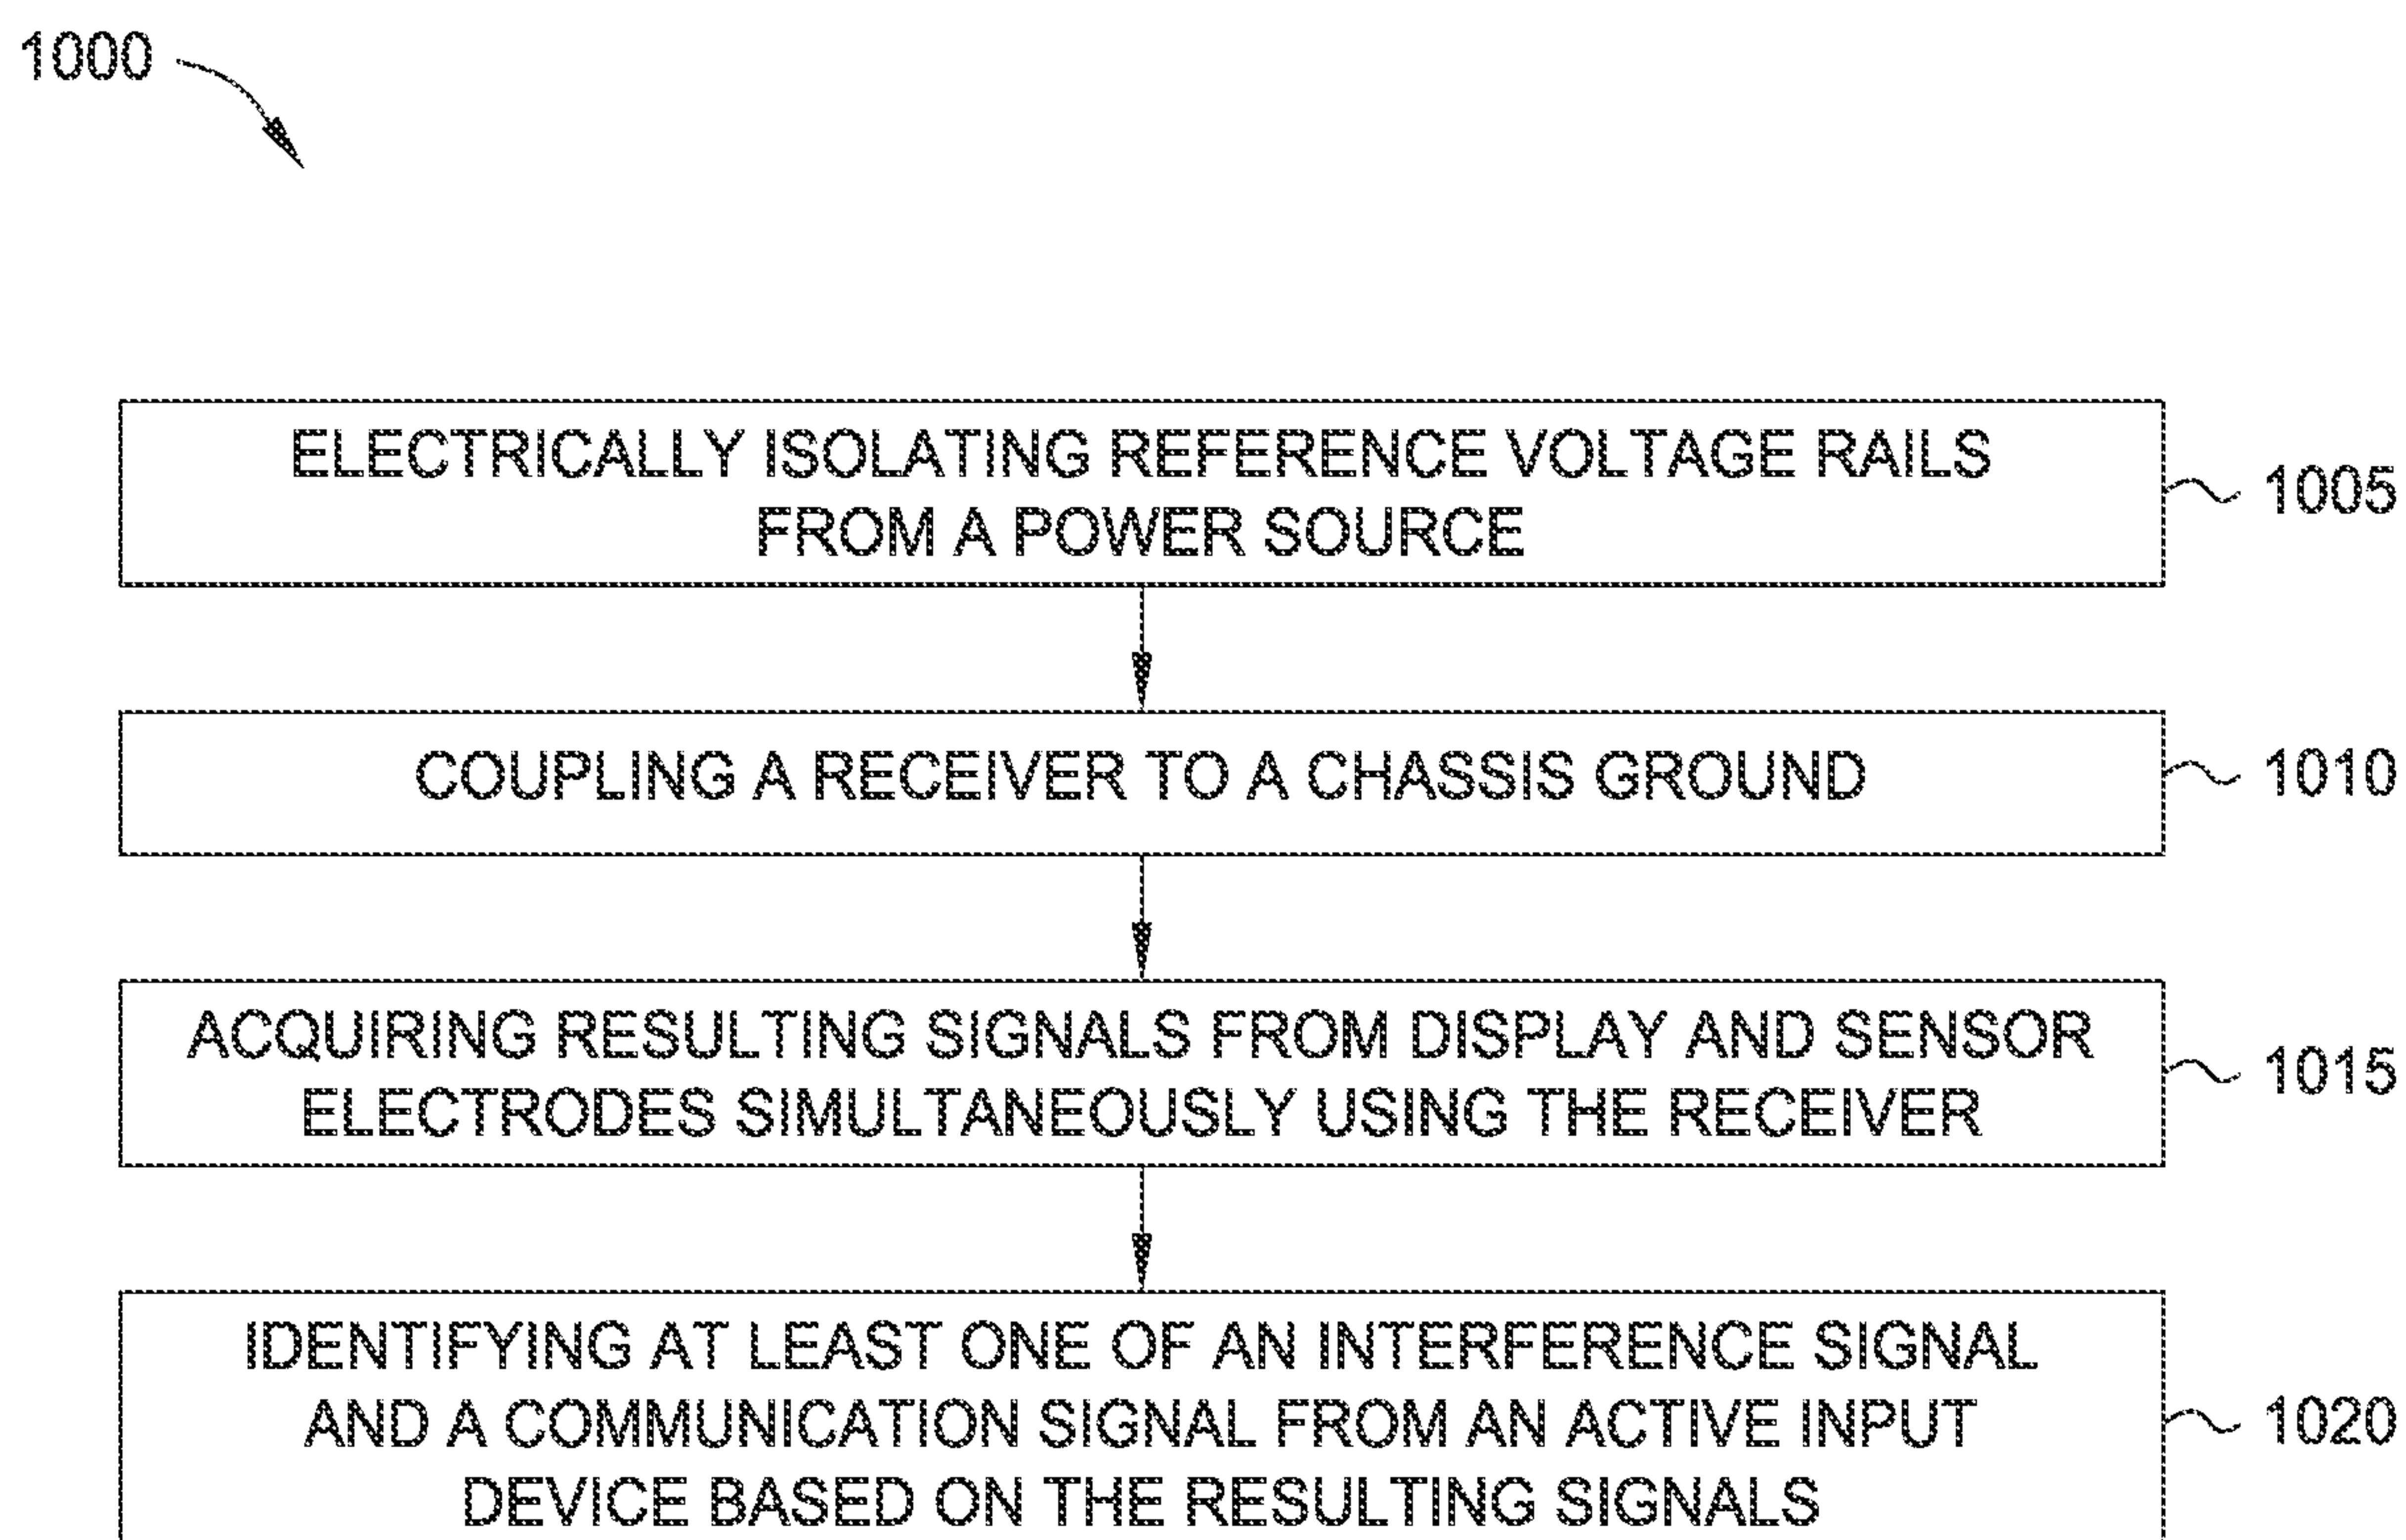 1000
ELECTRICALLY ISOLATING REFERENCE VOLTAGE RAILS
FROM A POWER SOURCE
1005
COUPLING A RECEIVER TO A CHASSIS GROUND
1010
ACQUIRING RESULTING SIGNALS FROM DISPLAY AND SENSOR
ELECTRODES SIMULTANEOUSLY USING THE RECEIVER
1015
IDENTIFYING AT LEAST ONE OF AN INTERFERENCE SIGNAL
AND A COMMUNICATION SIGNAL FROM AN ACTIVE INPUT
DEVICE BASED ON THE RESULTING SIGNALS
1020